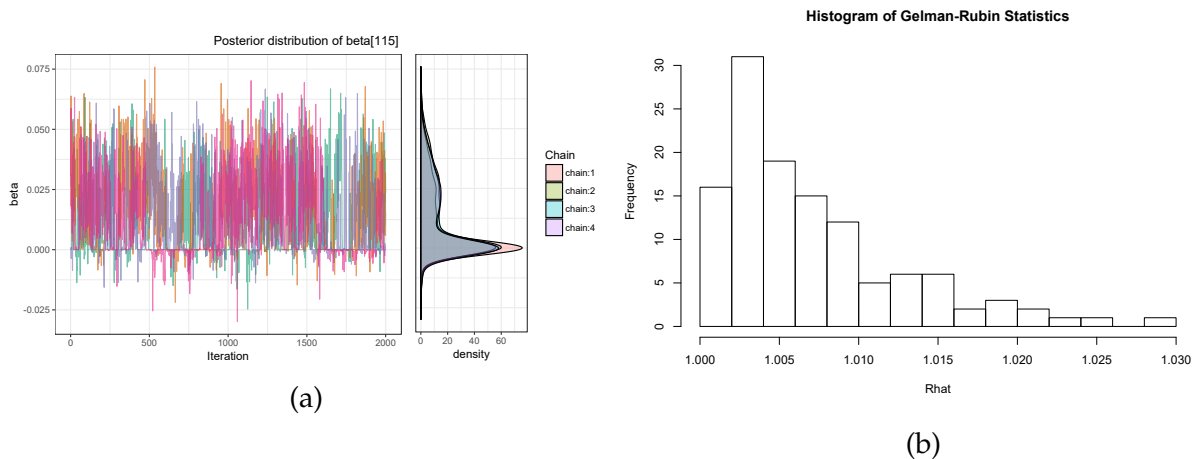 Posterior distribution of beta[115]
0.075
0.050
0.025
0.000
-0.025
beta
0
500
1000
1500
2000
Iteration
0
20
40
60
density
Chain
chain:1
chain:2
chain:3
chain:4
(a)
Histogram of Gelman-Rubin Statistics
30
25
20
15
10
5
0
Frequency
1.000
1.005
1.010
1.015
1.020
1.025
1.030
Rhat
(b)